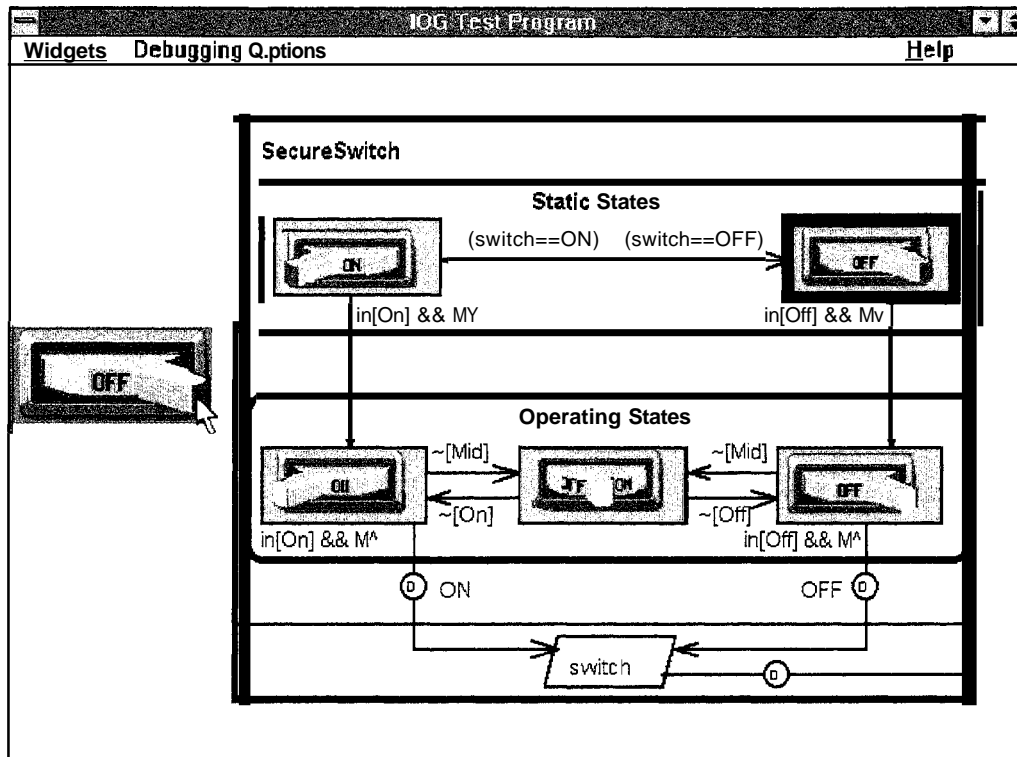 IOG Test Program
Widgets Debugging Q.ptions Help
SecureSwitch
Static States
ON (switch==ON) (switch==OFF) OFF
in[On] && MY in[Off] && Mv
OFF
Operating States
~[Mid] ~[Mid]
OFF ON OFF
~[On] ~[Off]
in[On] && M^ in[Off] && M^
D ON OFF D
switch
D